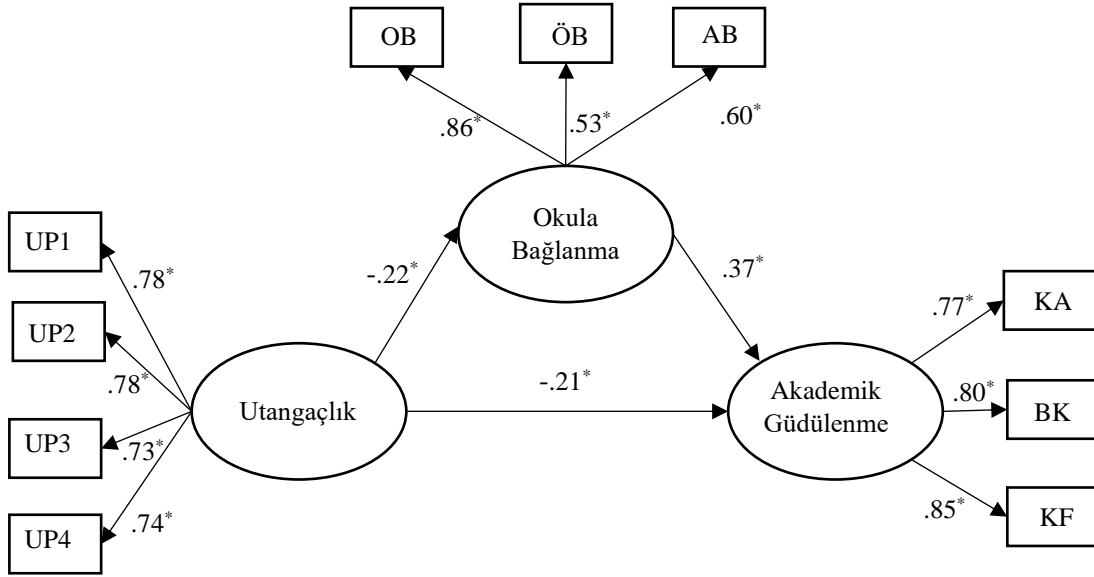 OB
ÖB
AB
.86*
.53*
.60*
Okula
Bağlanma
UP1
UP2
UP3
UP4
.78*
.78*
.73*
.74*
Utangaçlık
-.22*
.37*
-.21*
Akademik
Güdülenme
.77*
.80*
.85*
KA
BK
KF